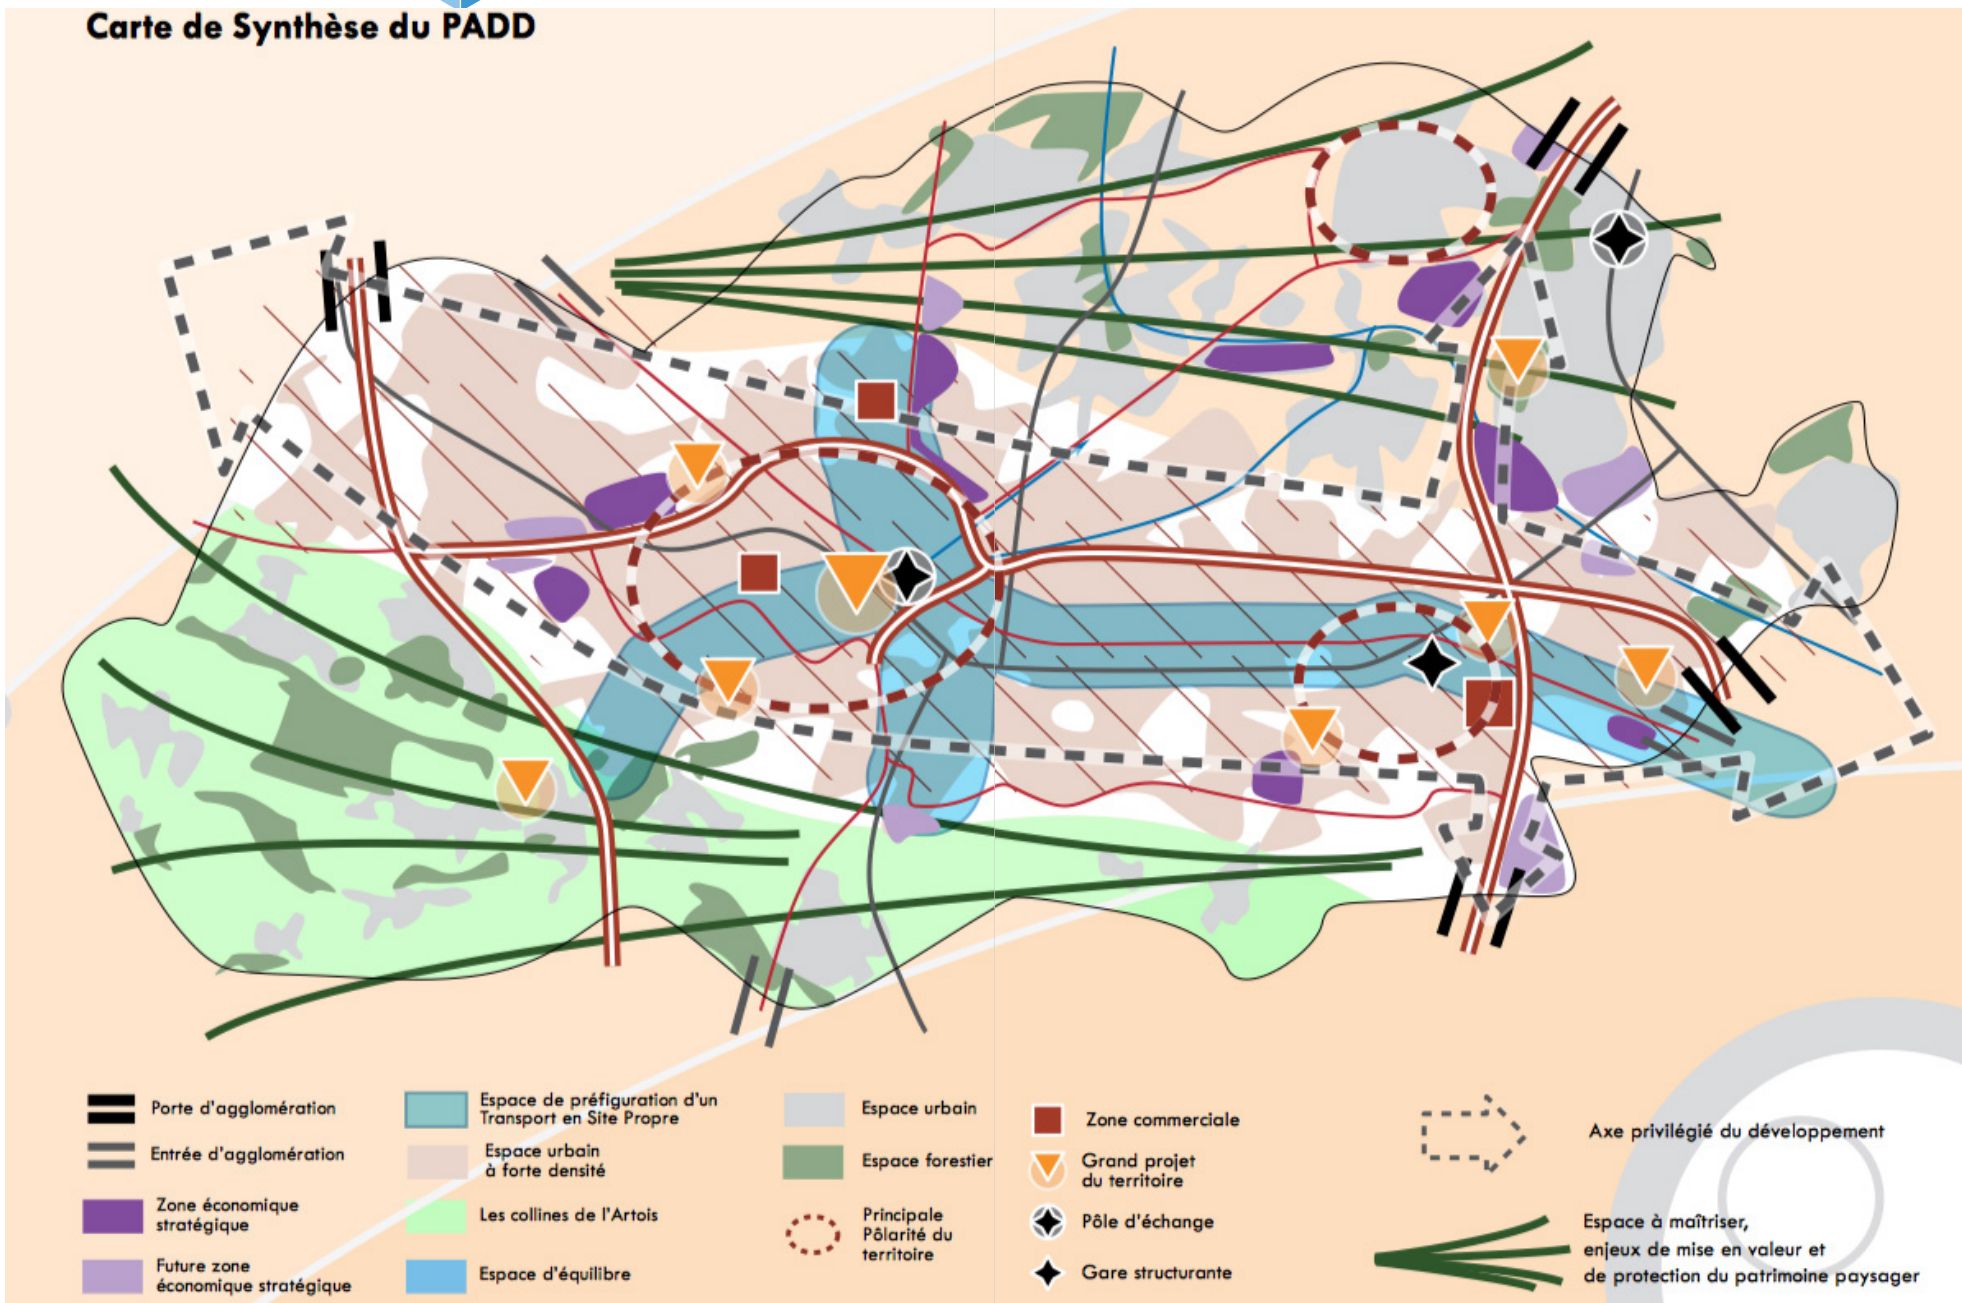 Carte de Synthèse du PADD
Porte d'agglomération
Entrée d'agglomération
Zone économique
stratégique
Future zone
économique stratégique
Espace de préfiguration d'un
Transport en Site Propre
Espace urbain
à forte densité
Les collines de l'Artois
Espace d'équilibre
Espace urbain
Espace forestier
Principale
Pôlarité du
territoire
Zone commerciale
Grand projet
du territoire
Pôle d'échange
Gare structurante
Axe privilégié du développement
Espace à maîtriser,
enjeux de mise en valeur et
de protection du patrimoine paysager